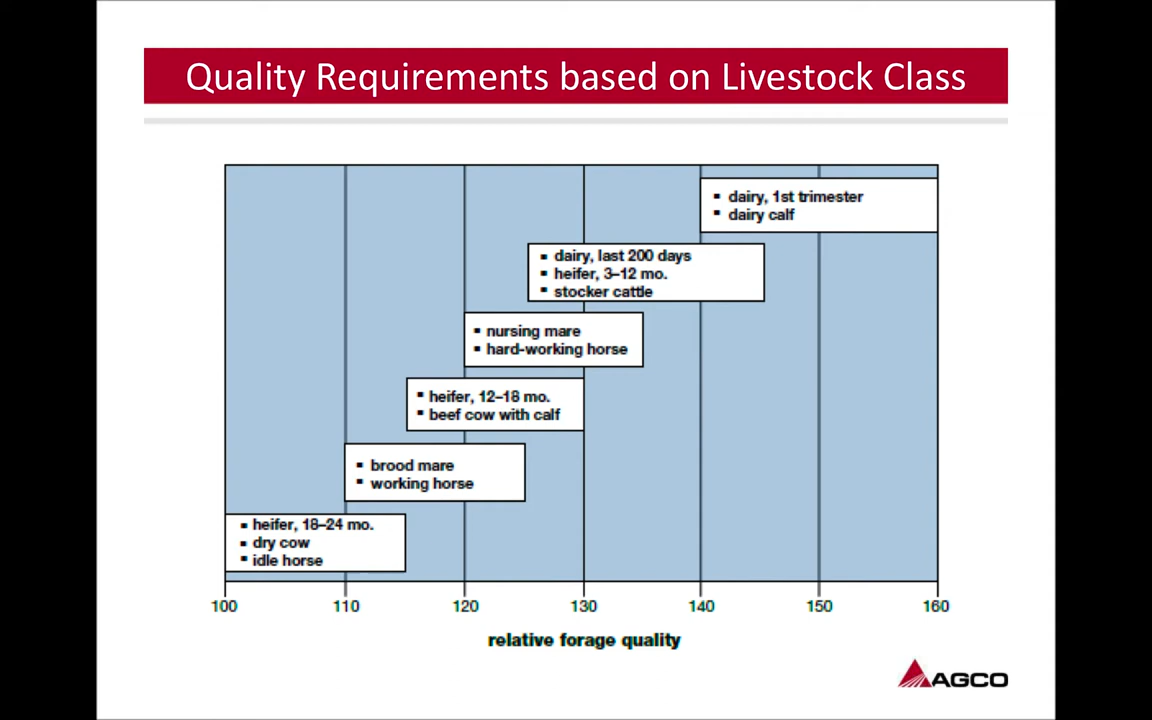 Quality Requirements based on Livestock Class
▪ dairy, 1st trimester
▪ dairy calf
▪ dairy, last 200 days
▪ heifer, 3–12 mo.
▪ stocker cattle
▪ nursing mare
▪ hard-working horse
▪ heifer, 12–18 mo.
▪ beef cow with calf
▪ brood mare
▪ working horse
▪ heifer, 18–24 mo.
▪ dry cow
▪ idle horse
100 110 120 130 140 150 160
relative forage quality
AGCO